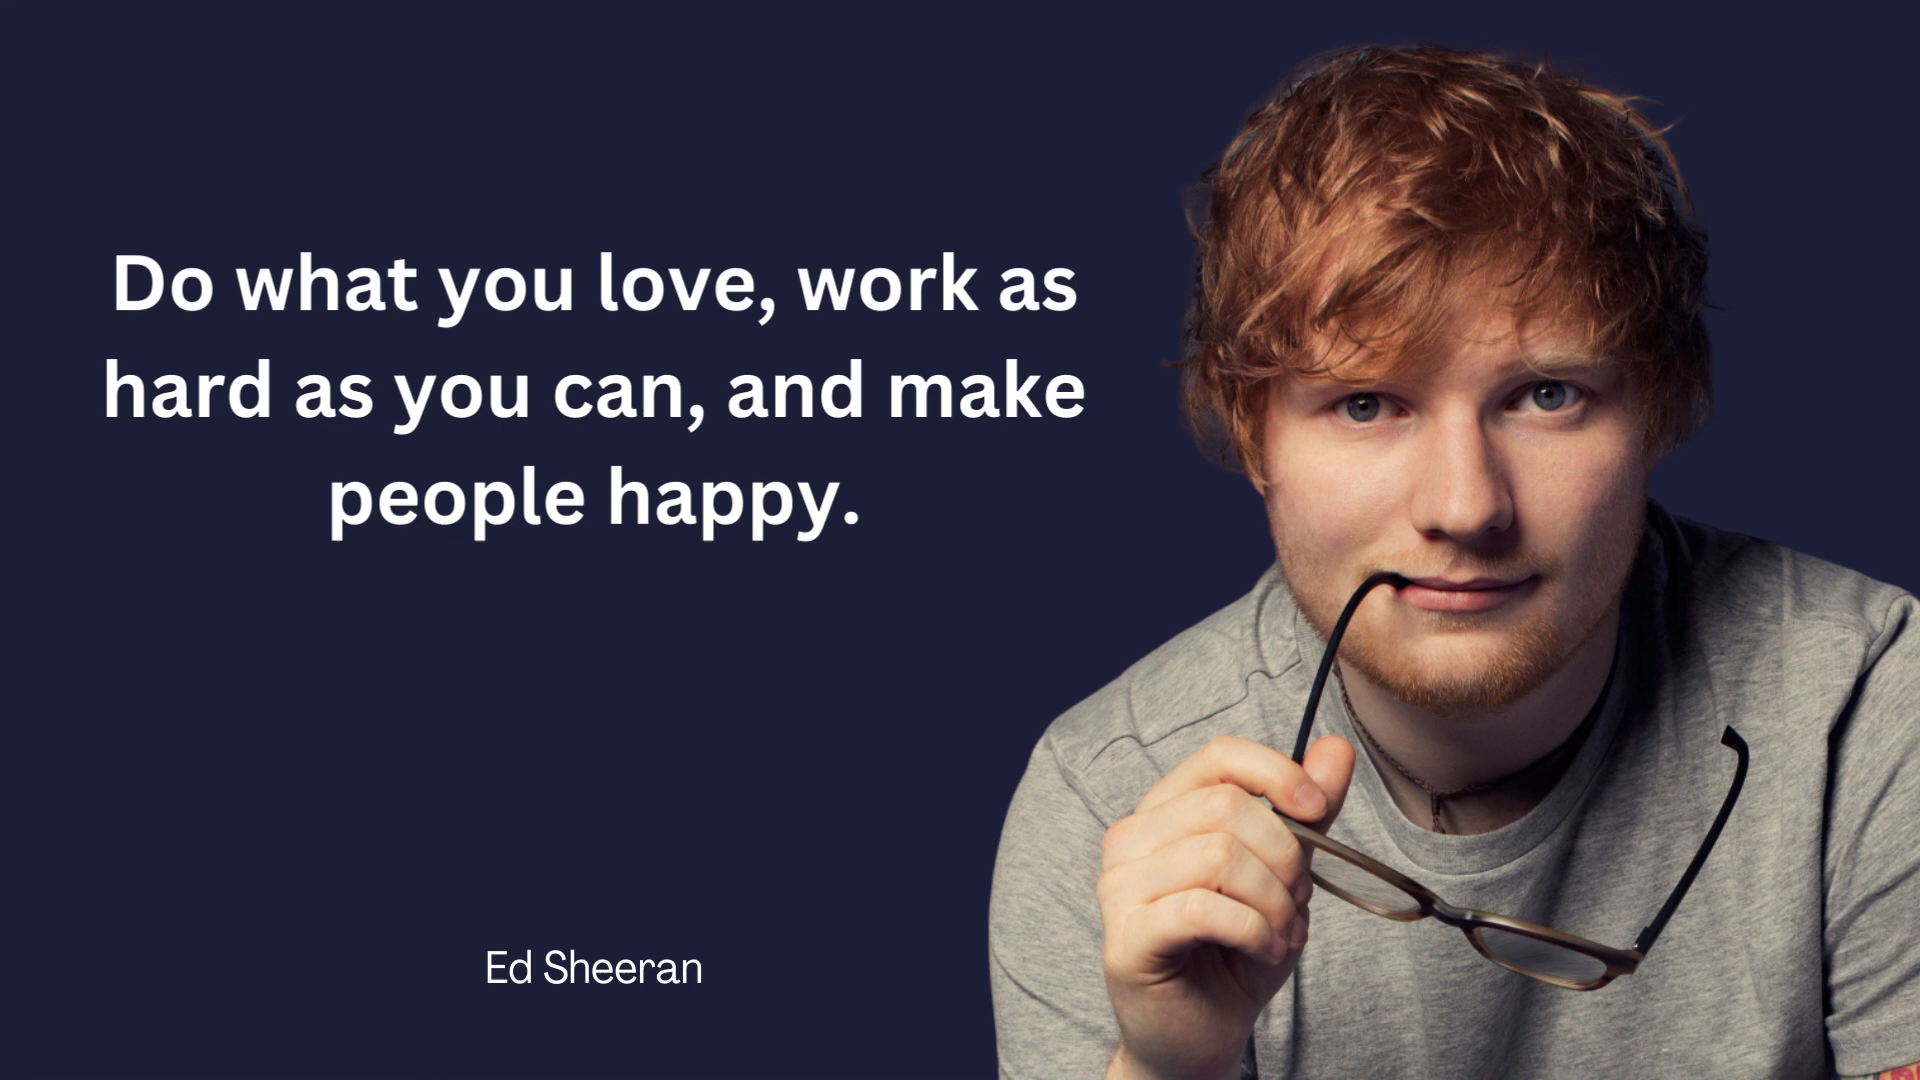 Do what you love, work as
hard as you can, and make
people happy.
Ed Sheeran